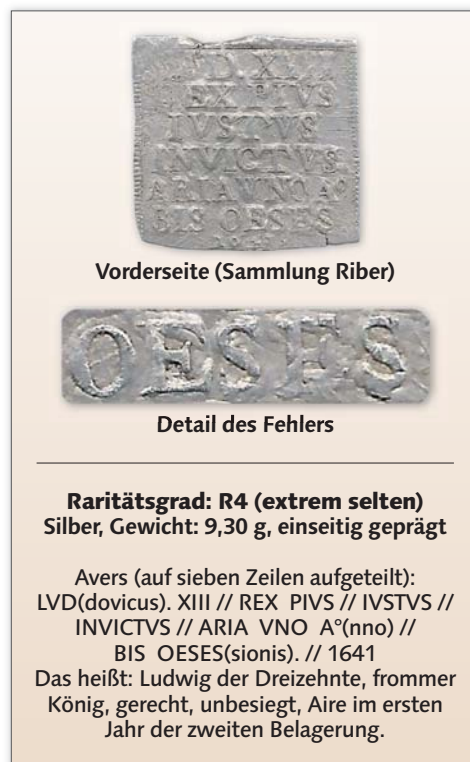 D. XI
REX PIVS
IVSTVS
INVICTVS
ARIA VNO A°
BIS OESES
Vorderseite (Sammlung Riber)
OESES
Detail des Fehlers
Raritätsgrad: R4 (extrem selten)
Silber, Gewicht: 9,30 g, einseitig geprägt
Avers (auf sieben Zeilen aufgeteilt):
LVD(dovicus). XIII // REX PIVS // IVSTVS //
INVICTVS // ARIA VNO A°(nno) //
BIS OESES(sionis). // 1641
Das heißt: Ludwig der Dreizehnte, frommer
König, gerecht, unbesiegt, Aire im ersten
Jahr der zweiten Belagerung.